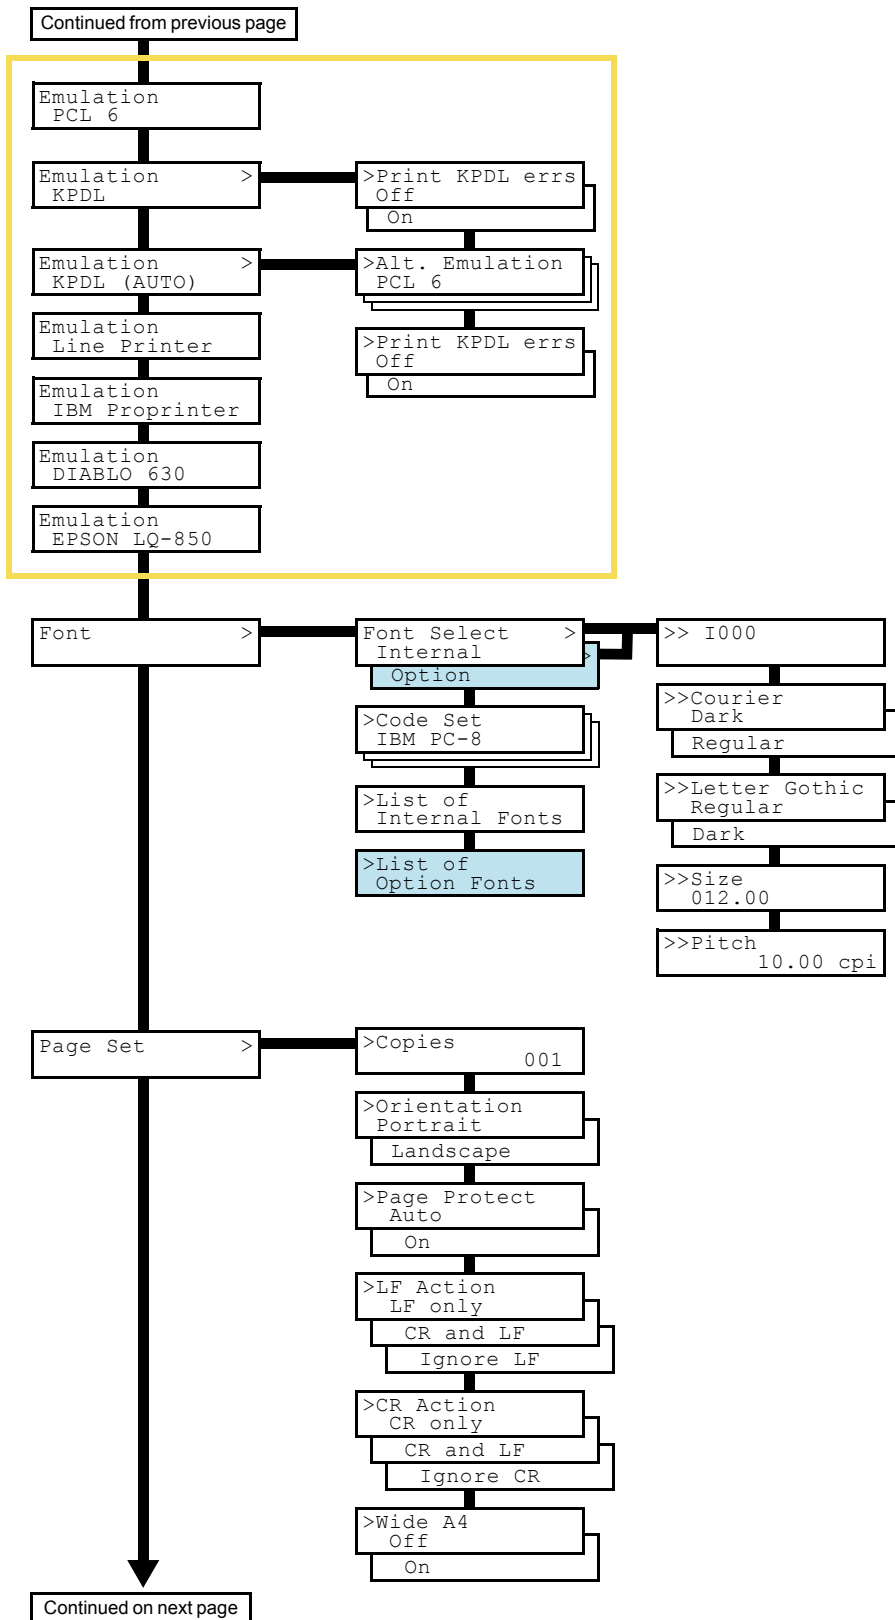 Continued from previous page
Emulation
PCL 6
Emulation >
KPDL
>Print KPDL errs
Off
On
Emulation >
KPDL (AUTO)
>Alt. Emulation
PCL 6
Emulation
Line Printer
>Print KPDL errs
Off
On
Emulation
IBM Proprinter
Emulation
DIABLO 630
Emulation
EPSON LQ-850
Font >
Font Select >
Internal
>
Option
>> I000
>>Courier
Dark
Regular
>Code Set
IBM PC-8
>>Letter Gothic
Regular
Dark
>List of
Internal Fonts
>List of
Option Fonts
>>Size
012.00
>>Pitch
10.00 cpi
Page Set >
>Copies
001
>Orientation
Portrait
Landscape
>Page Protect
Auto
On
>LF Action
LF only
CR and LF
Ignore LF
>CR Action
CR only
CR and LF
Ignore CR
>Wide A4
Off
On
Continued on next page